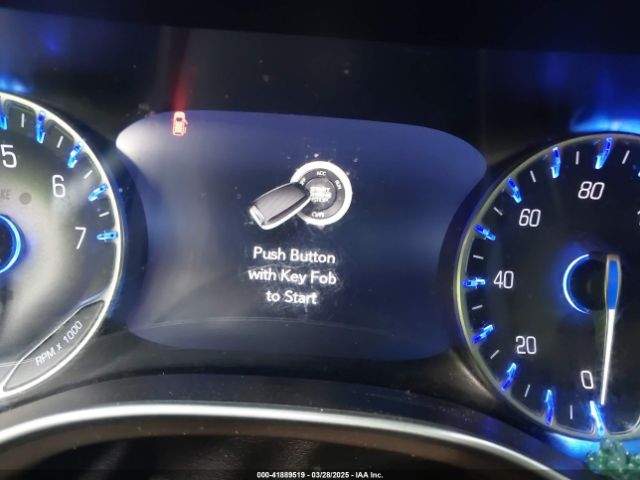 5
6
7
RPM x 1000
ACC
RUN
START
STOP
Push Button
with Key Fob
to Start
80
60
40
20
0
000-41889519 - 03/28/2025 - IAA Inc.